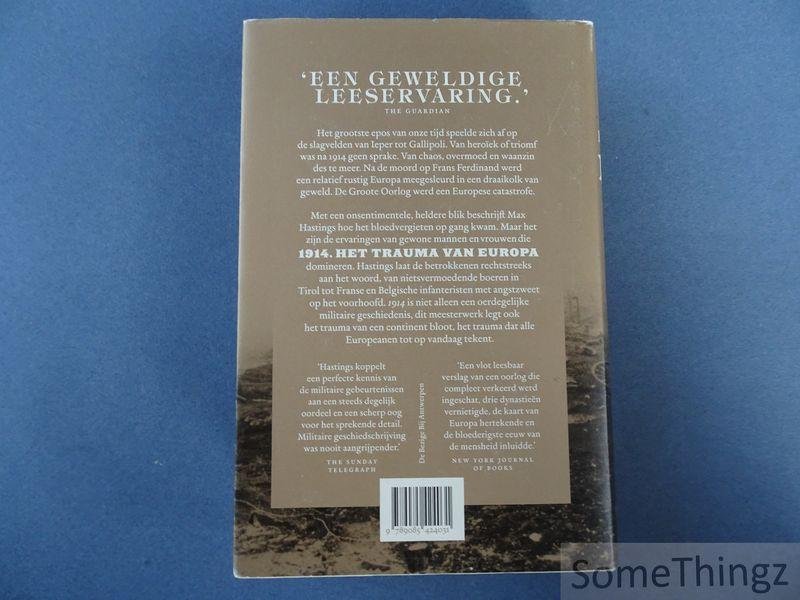 ‘EEN GEWELDIGE
LEESERVARING.’
THE GUARDIAN
Het grootste epos van onze tijd speelde zich af op
de slagvelden van Ieper tot Gallipoli. Van heroïek of triomf
was na 1914 geen sprake. Van chaos, overmoed en waanzin
des te meer. Na de moord op Frans Ferdinand werd
een relatief rustig Europa meegesleurd in een draaikolk van
geweld. De Groote Oorlog werd een Europese catastrofe.
Met een onsentimentele, heldere blik beschrijft Max
Hastings hoe het bloedvergieten op gang kwam. Maar het
zijn de ervaringen van gewone mannen en vrouwen die
1914. HET TRAUMA VAN EUROPA
domineren. Hastings laat de betrokkenen rechtstreeks
aan het woord, van nietsvermoedende boeren in
Tirol tot Franse en Belgische infanteristen met angstzweet
op het voorhoofd. 1914 is niet alleen een oerdegelijke
militaire geschiedenis, dit meesterwerk legt ook
het trauma van een continent bloot, het trauma dat alle
Europeanen tot op vandaag tekent.
‘Hastings koppelt
een perfecte kennis van
de militaire gebeurtenissen
aan een steeds degelijk
oordeel en een scherp oog
voor het sprekende detail.
Militaire geschiedschrijving
was nooit aangrijpender.’
THE SUNDAY
TELEGRAPH
De Bezige Bij Antwerpen
‘Een vlot leesbaar
verslag van een oorlog die
compleet verkeerd werd
ingeschat, drie dynastieën
vernietigde, de kaart van
Europa hertekende en
de bloederigste eeuw van
de mensheid inluidde.’
NEW YORK JOURNAL
OF BOOKS
9 789085 424031
SomeThingz